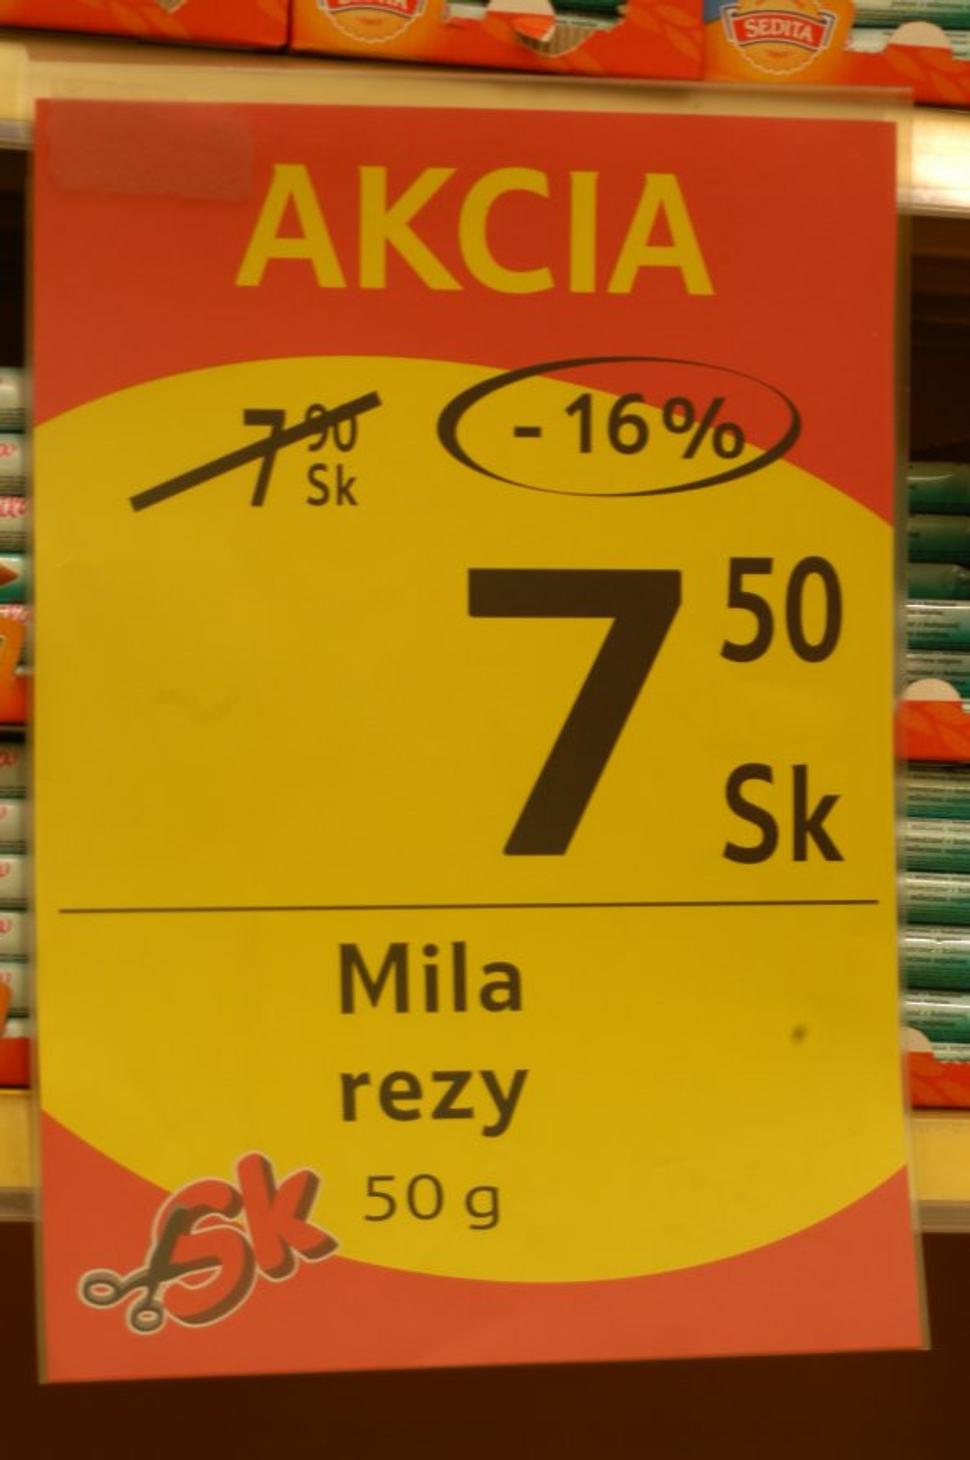 SEDITA
AKCIA
7 90 Sk
-16%
7 50 Sk
Mila
rezy
50 g
Sk